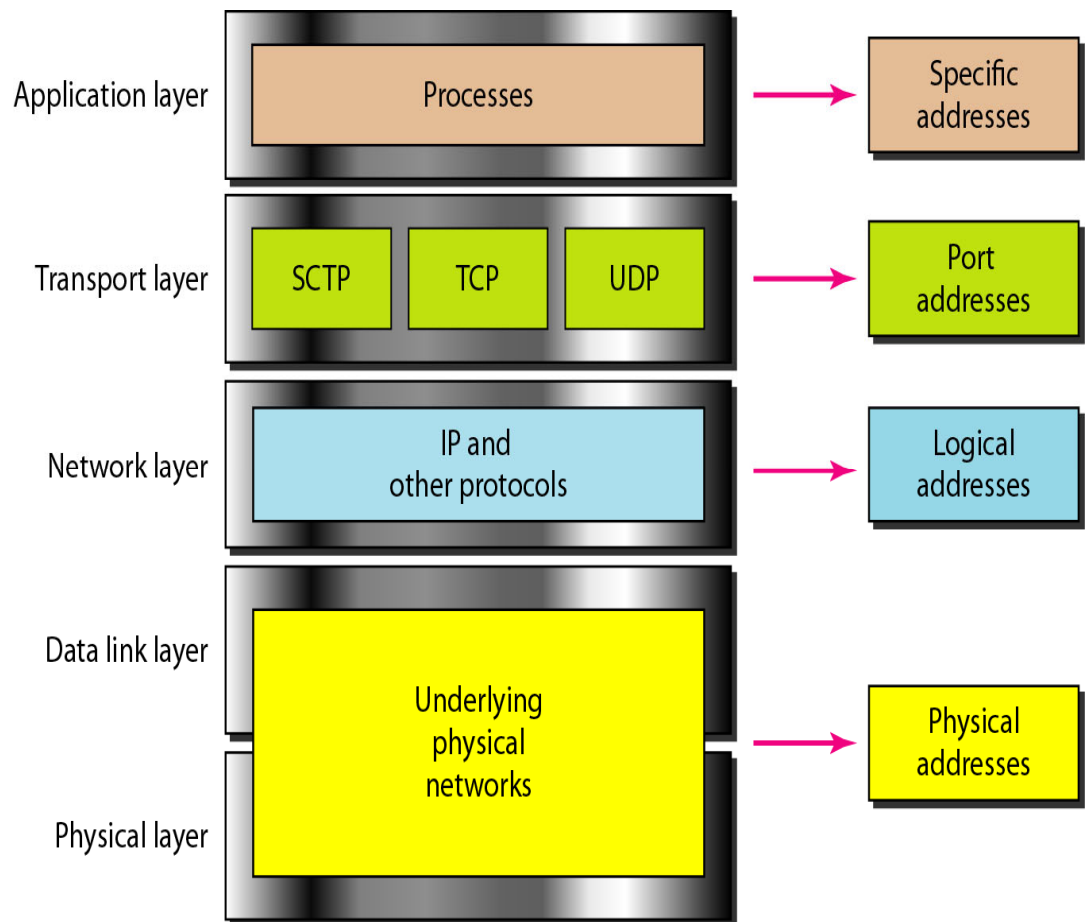 Application layer
Processes
Specific
addresses
Transport layer
SCTP
TCP
UDP
Port
addresses
Network layer
IP and
other protocols
Logical
addresses
Data link layer
Underlying
physical
networks
Physical
addresses
Physical layer